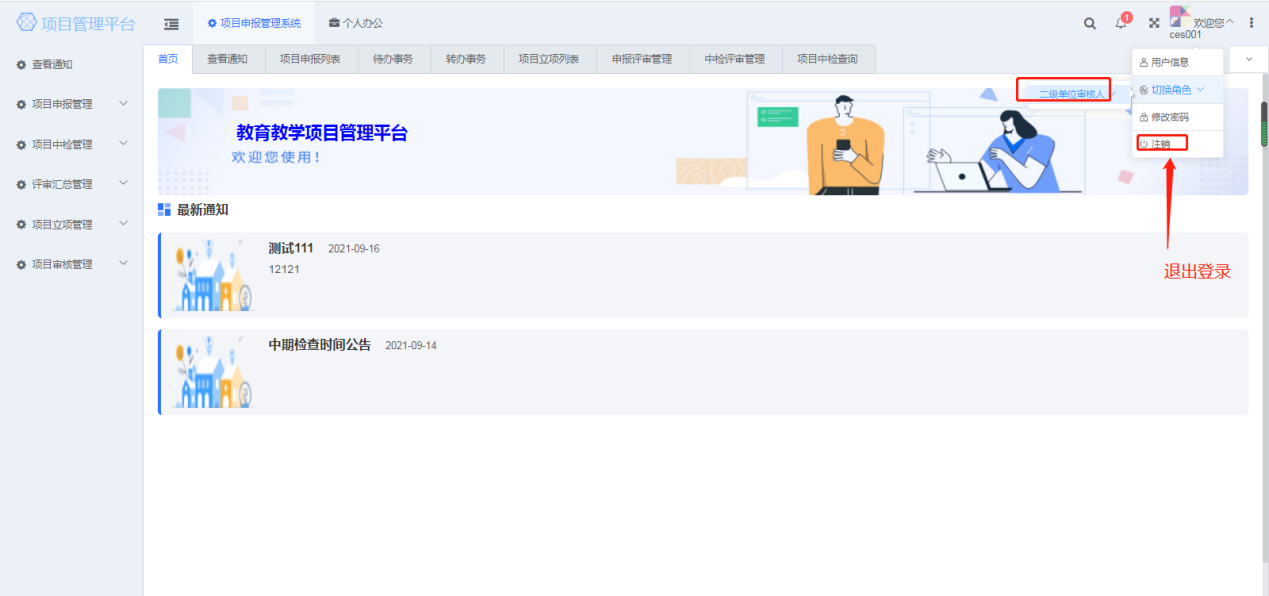 项目管理平台
项目申报管理系统
个人办公
1
欢迎您
ces001
查看通知
项目申报管理
项目中检管理
评审汇总管理
项目立项管理
项目审核管理
首页
查看通知
项目申报列表
待办事务
转办事务
项目立项列表
申报评审管理
中检评审管理
项目中检查询
用户信息
切换角色
修改密码
注销
二级单位审核人
教育教学项目管理平台
欢迎您使用!
最新通知
测试111 2021-09-16
12121
中期检查时间公告 2021-09-14
退出登录